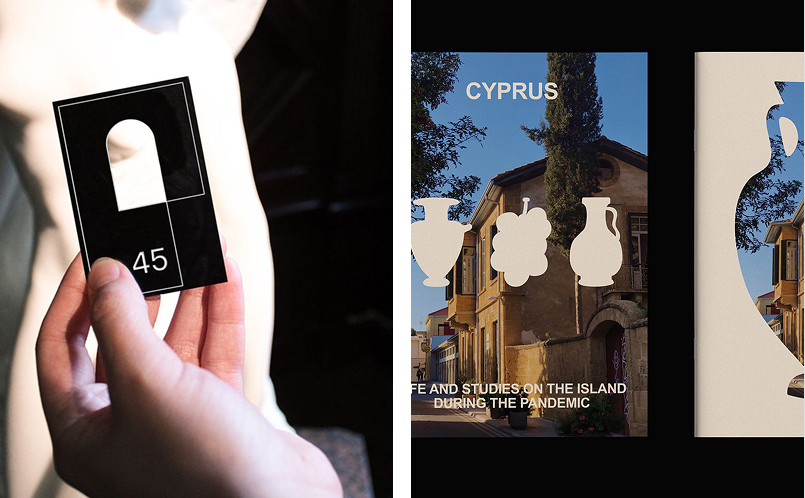 45
CYPRUS
FE AND STUDIES ON THE ISLAND
DURING THE PANDEMIC